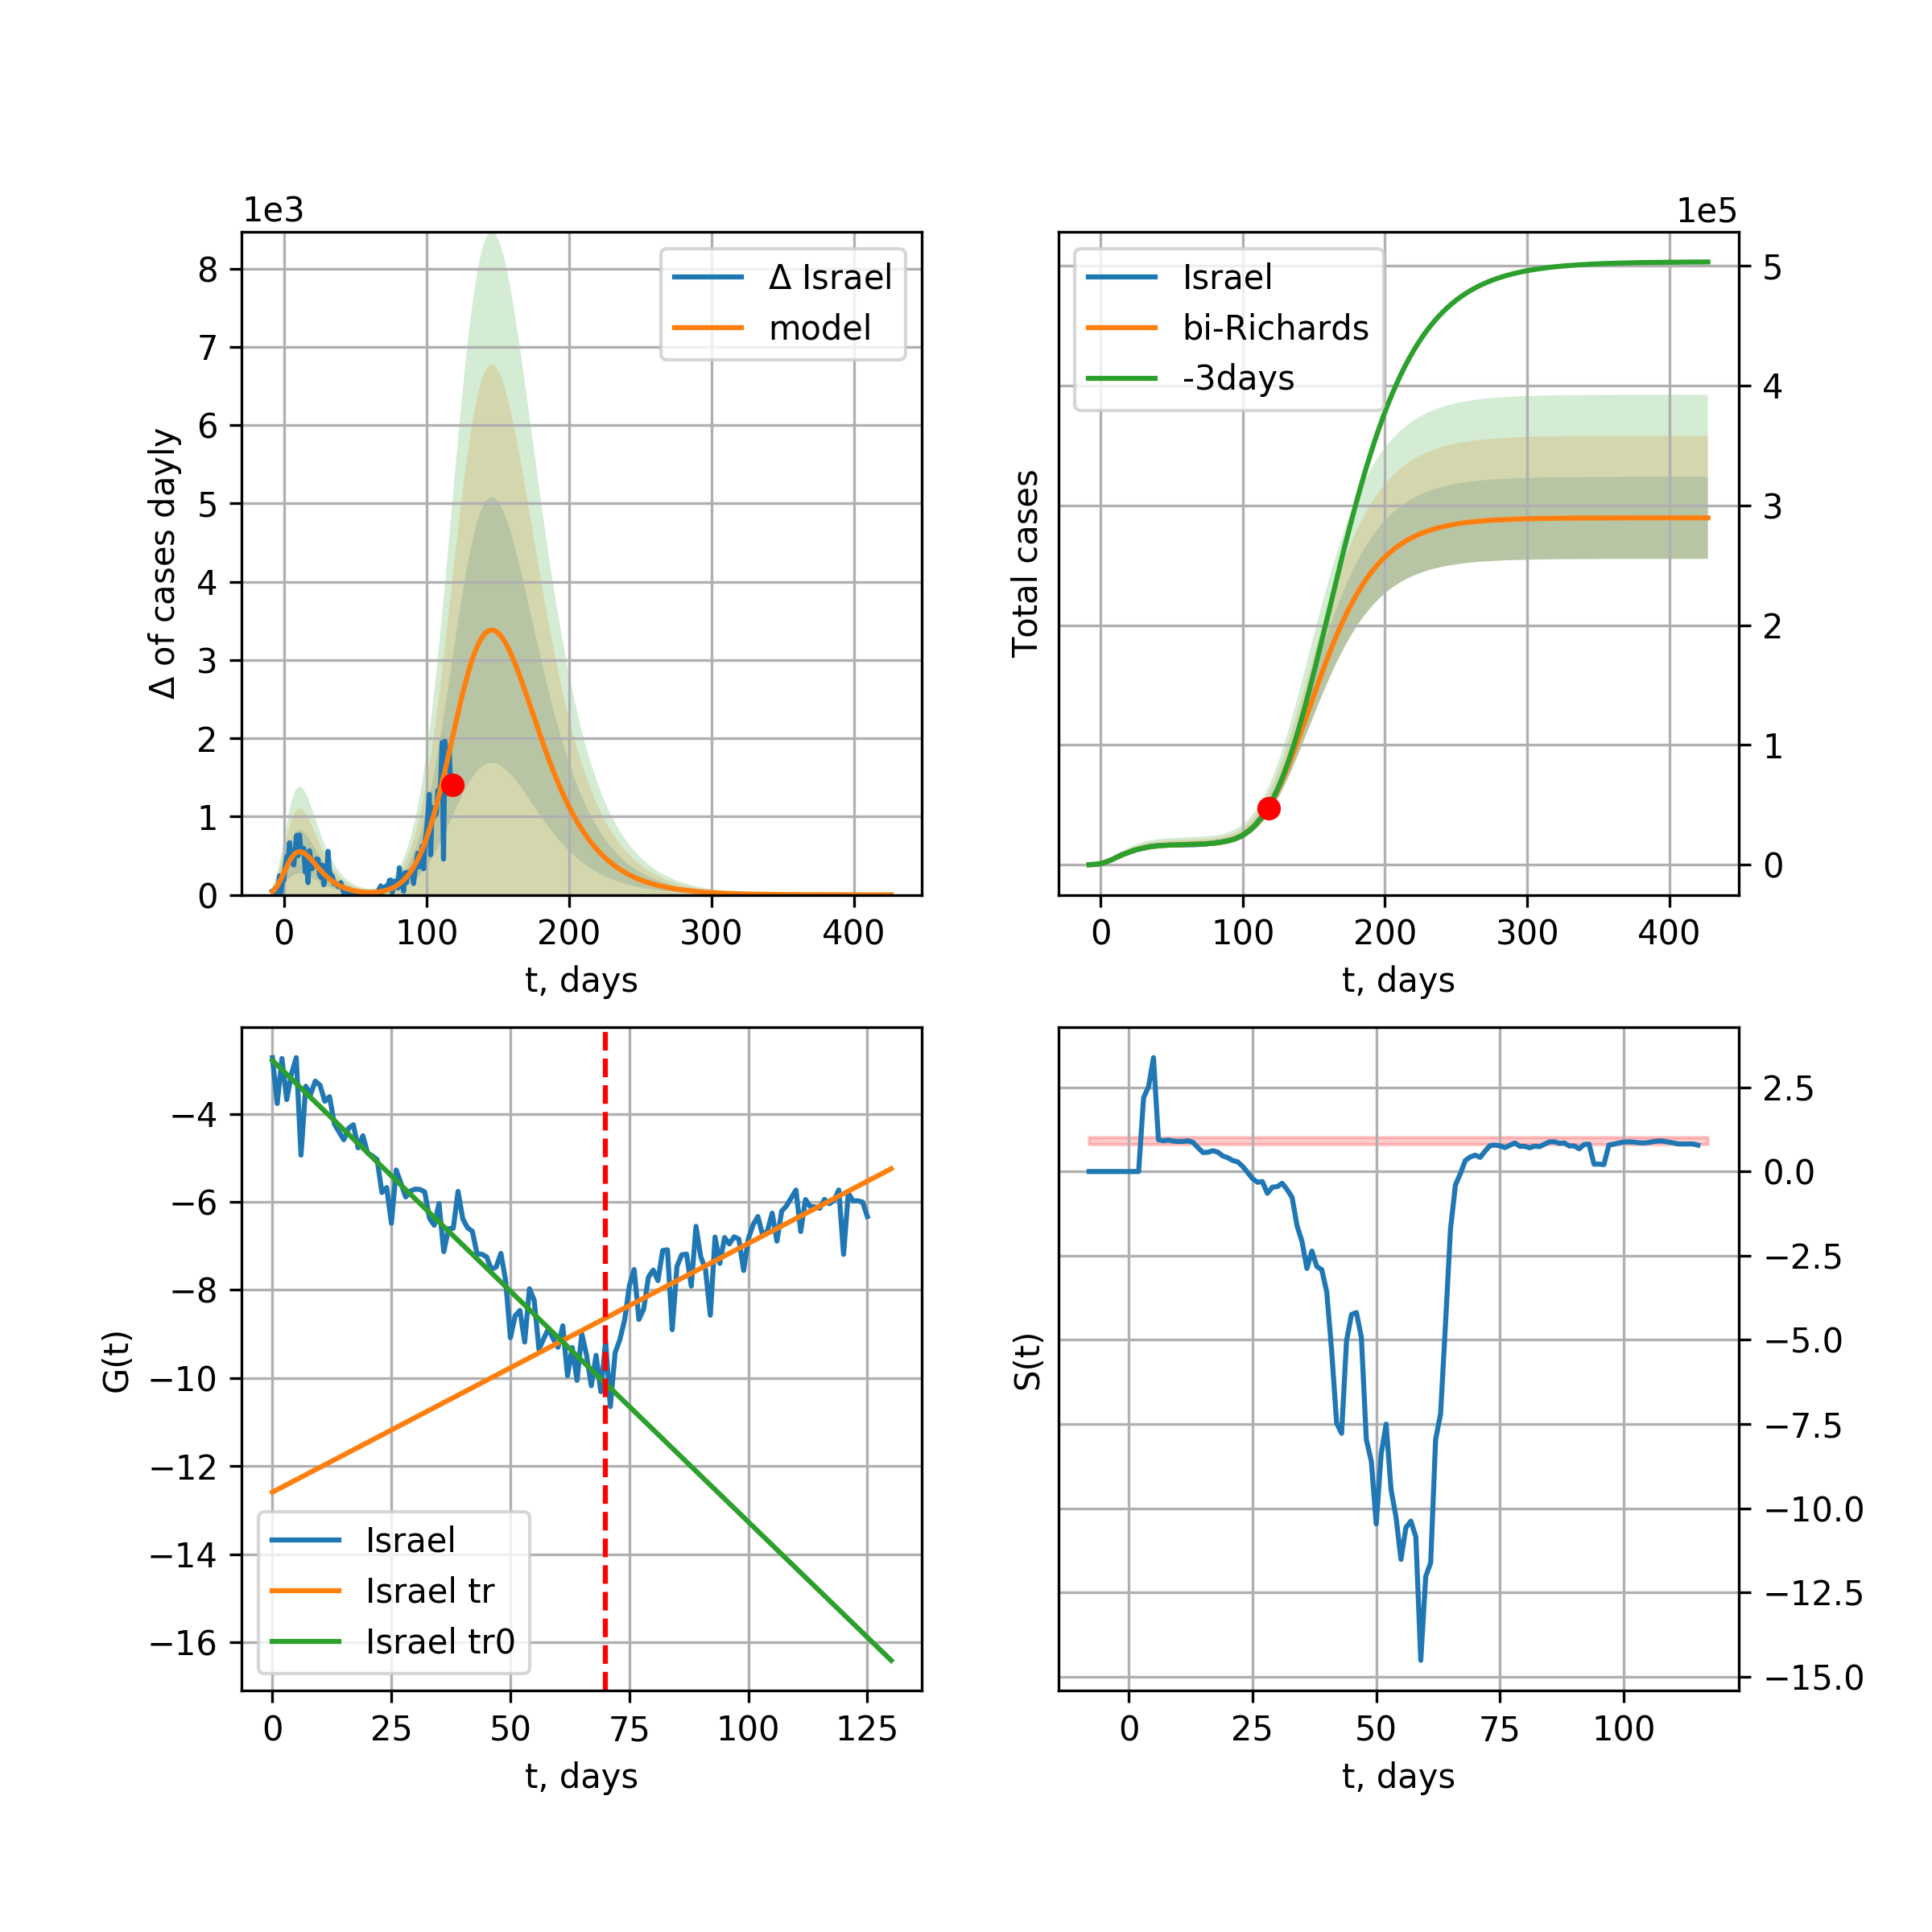 1e3
8
7
6
5
4
3
2
1
0
Δ of cases dayly
Δ Israel
model
0 100 200 300 400
t, days
1e5
Israel
bi-Richards
-3days
Total cases
5
4
3
2
1
0
0 100 200 300 400
t, days
−4
−6
−8
−10
−12
−14
−16
G(t)
Israel
Israel tr
Israel tr0
0 25 50 75 100 125
t, days
S(t)
2.5
0.0
−2.5
−5.0
−7.5
−10.0
−12.5
−15.0
0 25 50 75 100
t, days